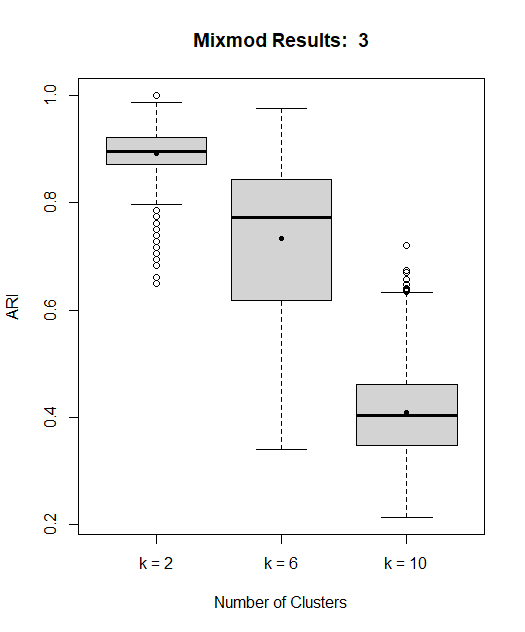 Mixmod Results:  3
ARI
1.0
0.8
0.6
0.4
0.2
k = 2
k = 6
k = 10
Number of Clusters